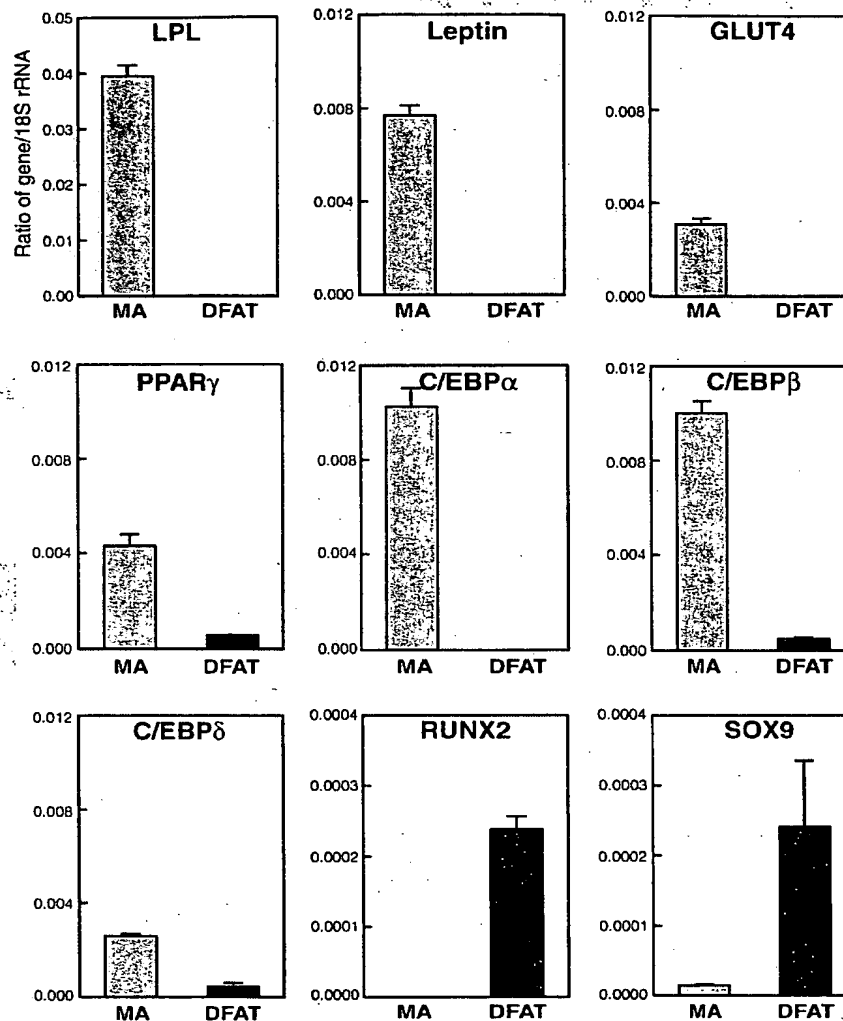 Ratio of gene/18S rRNA
LPL
0.05
0.04
0.03
0.02
0.01
0.00
MA DFAT
Leptin
0.012
0.008
0.004
0.000
MA DFAT
GLUT4
0.012
0.008
0.004
0.000
MA DFAT
PPARγ
0.012
0.008
0.004
0.000
MA DFAT
C/EBPα
0.012
0.008
0.004
0.000
MA DFAT
C/EBPβ
0.012
0.008
0.004
0.000
MA DFAT
C/EBPδ
0.012
0.008
0.004
0.000
MA DFAT
RUNX2
0.0004
0.0003
0.0002
0.0001
0.0000
MA DFAT
SOX9
0.0004
0.0003
0.0002
0.0001
0.0000
MA DFAT